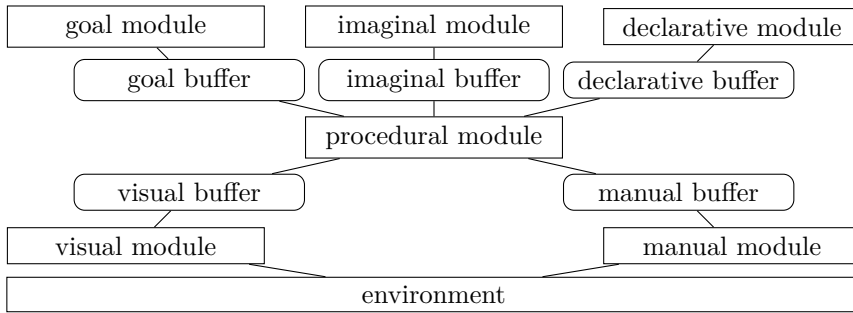 goal module
imaginal module
declarative module
goal buffer
imaginal buffer
declarative buffer
procedural module
visual buffer
manual buffer
visual module
manual module
environment